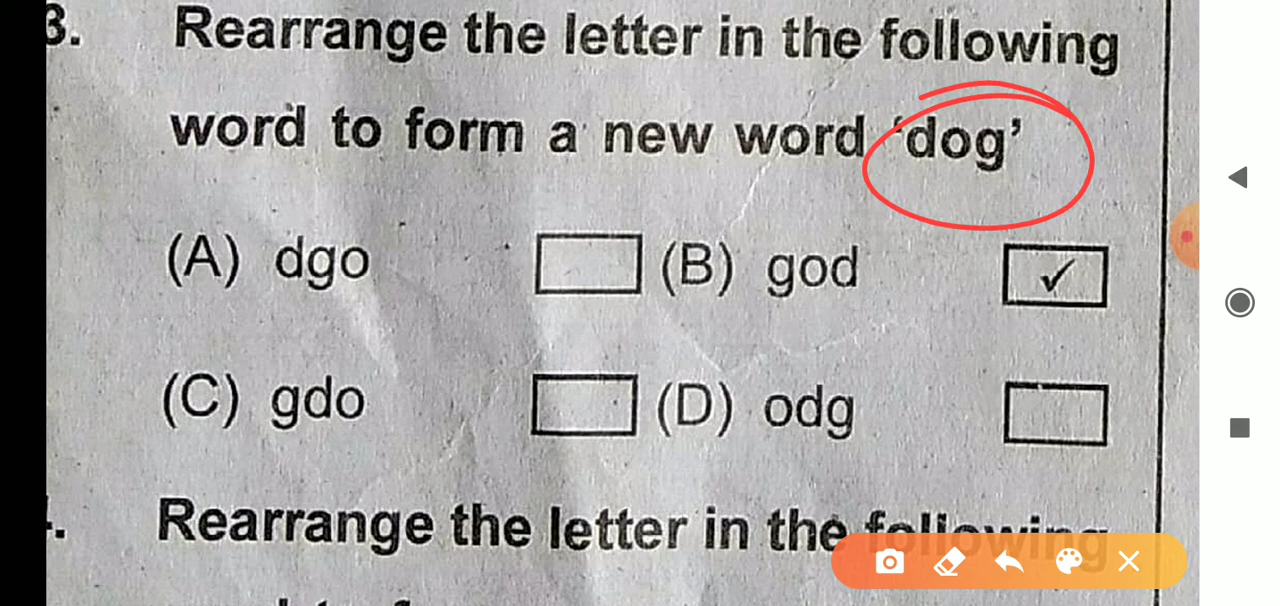 3. Rearrange the letter in the following
word to form a new word ‘dog’
(A) dgo (B) god ✓
(C) gdo (D) odg
Rearrange the letter in the following